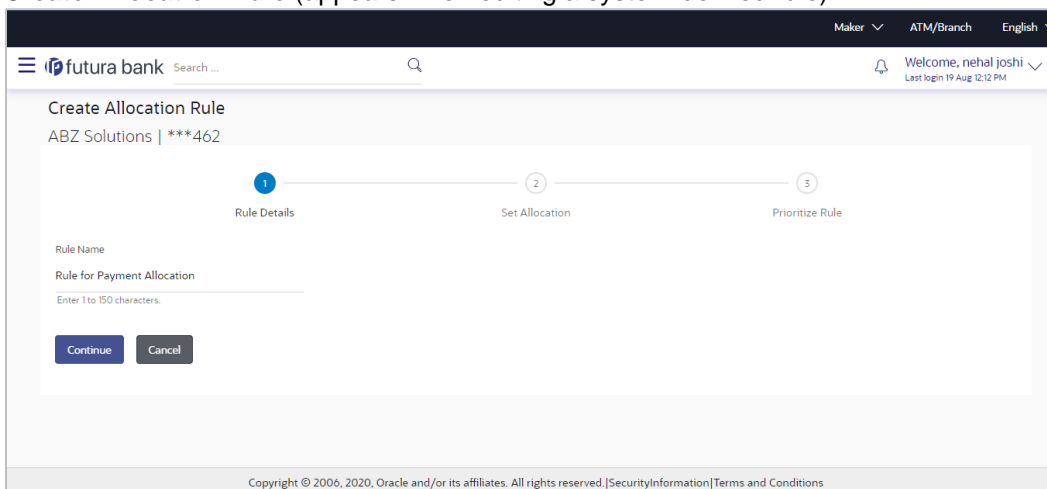 Maker ATM/Branch English
futura bank Search ... Welcome, nehal joshi
Last login 19 Aug 12:12 PM
Create Allocation Rule
ABZ Solutions | ***462
1 2 3
Rule Details Set Allocation Prioritize Rule
Rule Name
Rule for Payment Allocation
Enter 1 to 150 characters.
Continue Cancel
Copyright © 2006, 2020, Oracle and/or its affiliates. All rights reserved.|SecurityInformation|Terms and Conditions